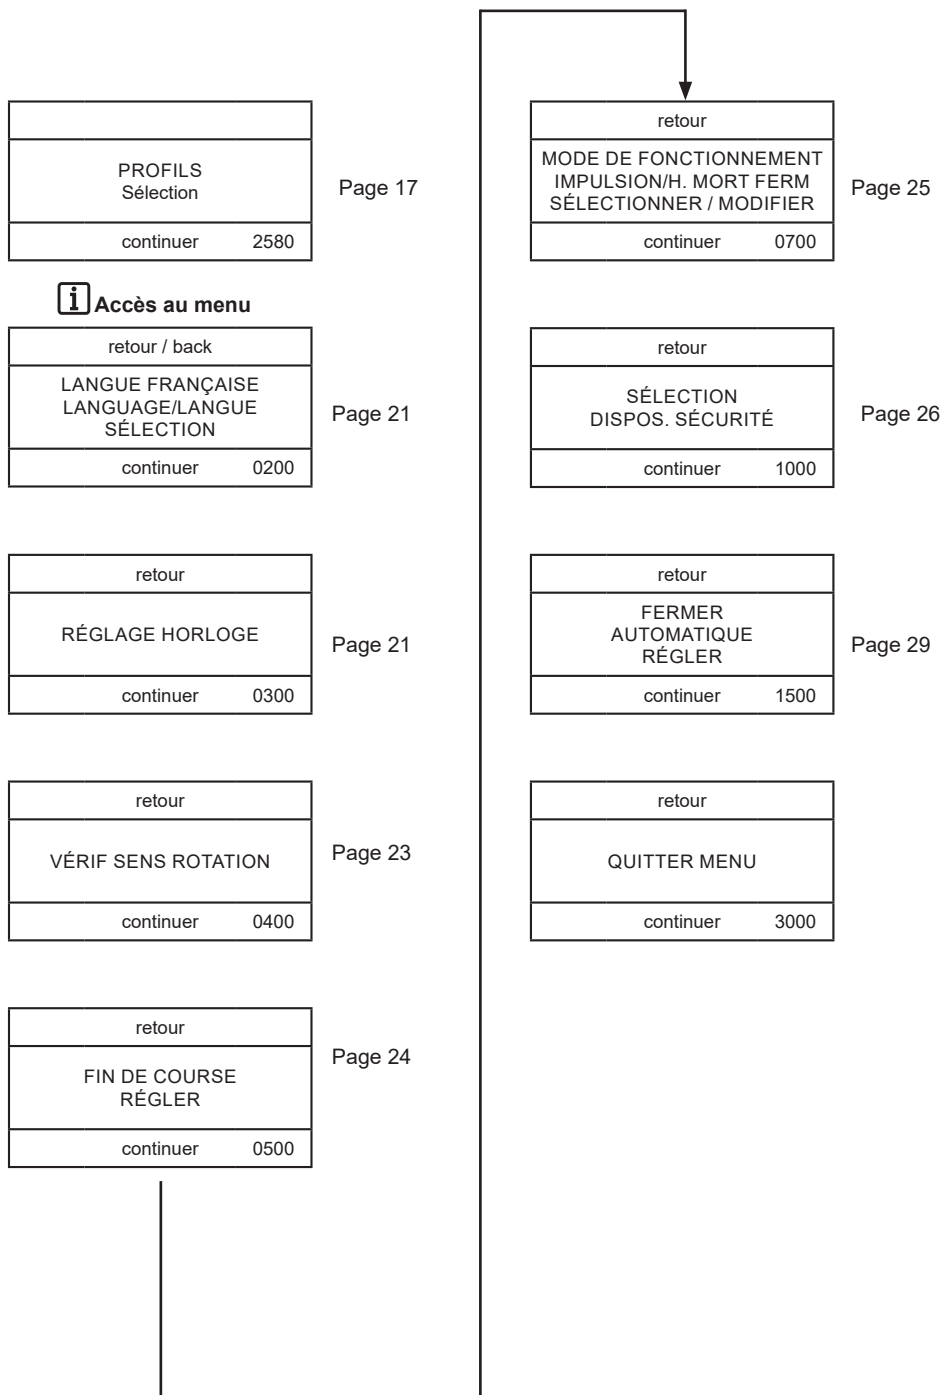 PROFILS
Sélection
continuer 2580
Page 17
i Accès au menu
retour / back
LANGUE FRANÇAISE
LANGUAGE/LANGUE
SÉLECTION
continuer 0200
Page 21
retour
RÉGLAGE HORLOGE
continuer 0300
Page 21
retour
VÉRIF SENS ROTATION
continuer 0400
Page 23
retour
FIN DE COURSE
RÉGLER
continuer 0500
Page 24
retour
MODE DE FONCTIONNEMENT
IMPULSION/H. MORT FERM
SÉLECTIONNER / MODIFIER
continuer 0700
Page 25
retour
SÉLECTION
DISPOS. SÉCURITÉ
continuer 1000
Page 26
retour
FERMER
AUTOMATIQUE
RÉGLER
continuer 1500
Page 29
retour
QUITTER MENU
continuer 3000